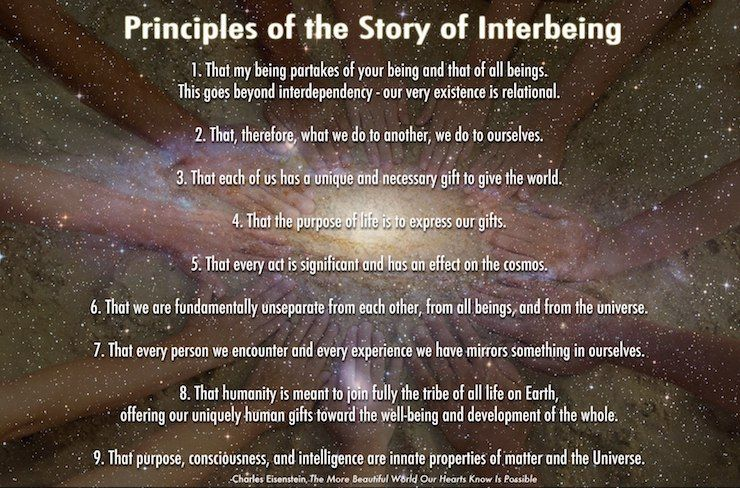 Principles of the Story of Interbeing
1. That my being partakes of your being and that of all beings.
This goes beyond interdependency - our very existence is relational.
2. That, therefore, what we do to another, we do to ourselves.
3. That each of us has a unique and necessary gift to give the world.
4. That the purpose of life is to express our gifts.
5. That every act is significant and has an effect on the cosmos.
6. That we are fundamentally unseparate from each other, from all beings, and from the universe.
7. That every person we encounter and every experience we have mirrors something in ourselves.
8. That humanity is meant to join fully the tribe of all life on Earth,
offering our uniquely human gifts toward the well-being and development of the whole.
9. That purpose, consciousness, and intelligence are innate properties of matter and the Universe.
-Charles Eisenstein, The More Beautiful World Our Hearts Know Is Possible